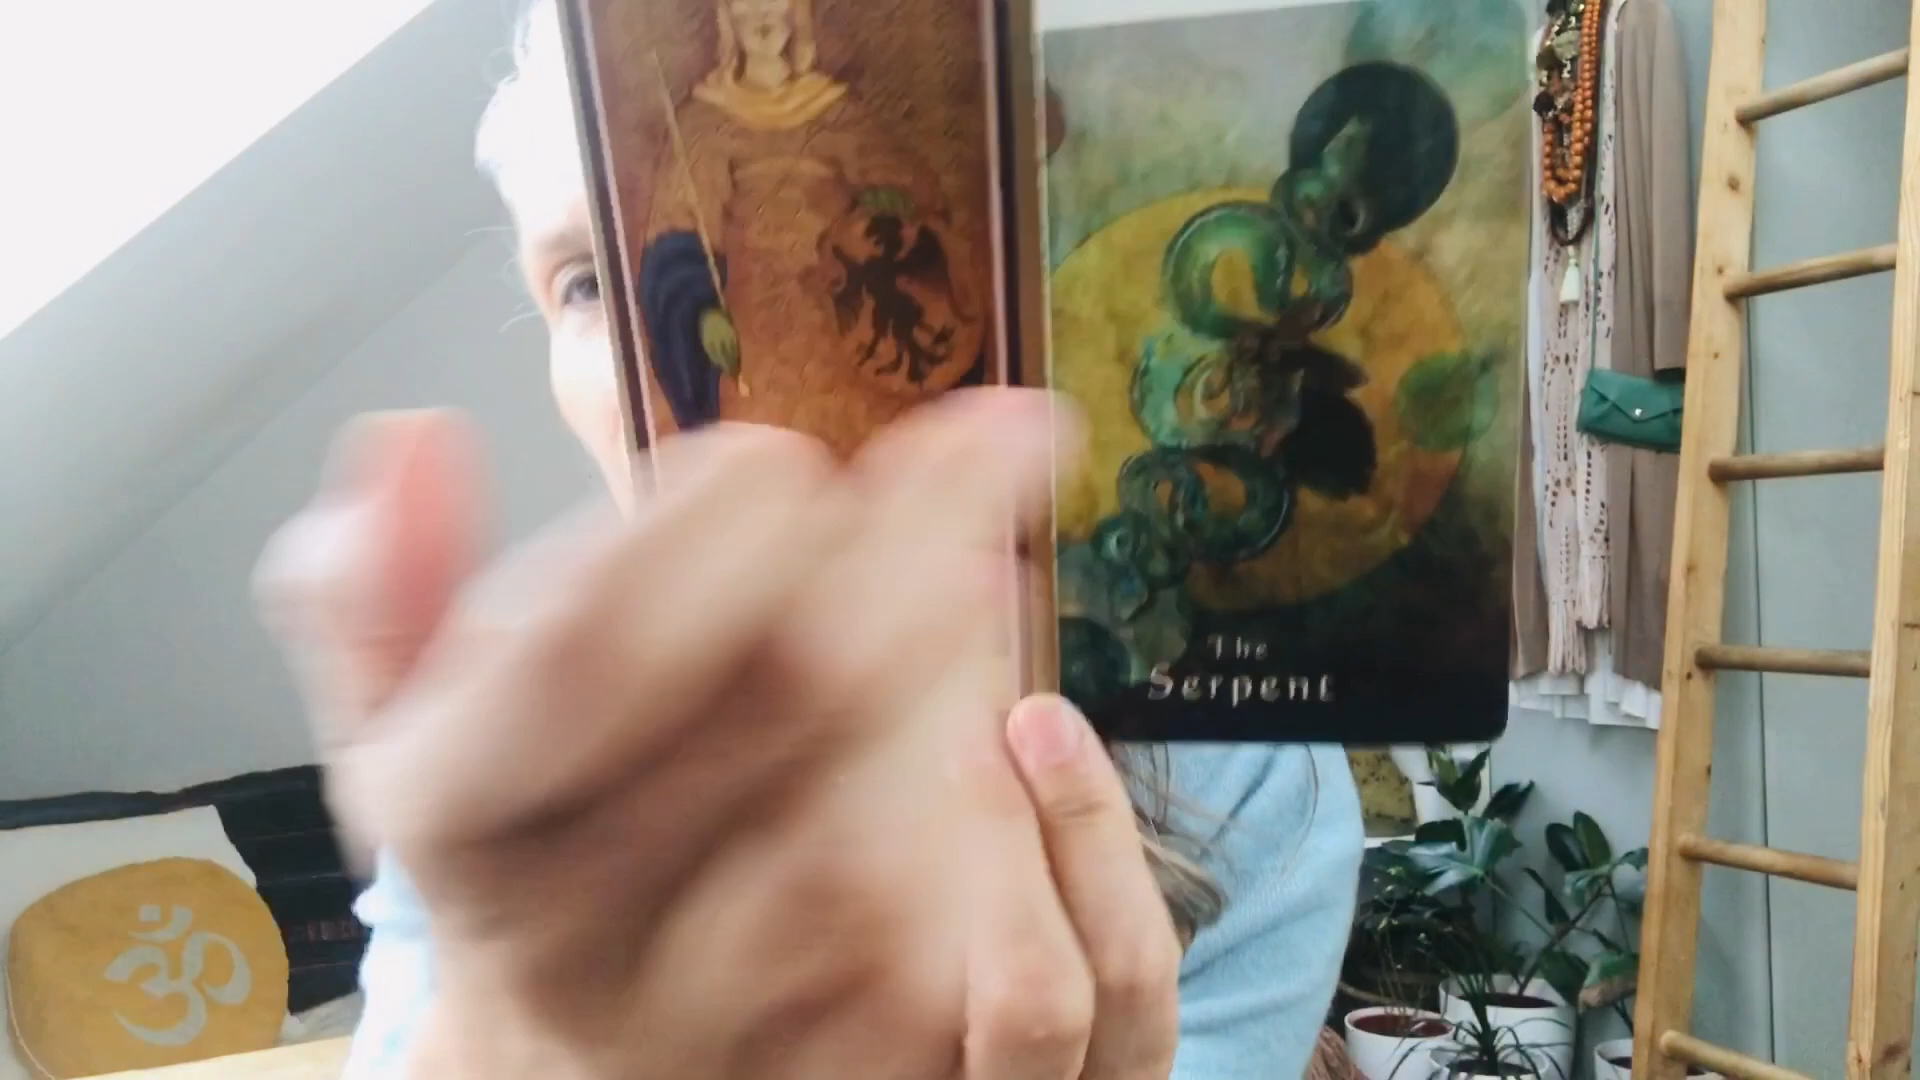 The
Serpent
ॐ